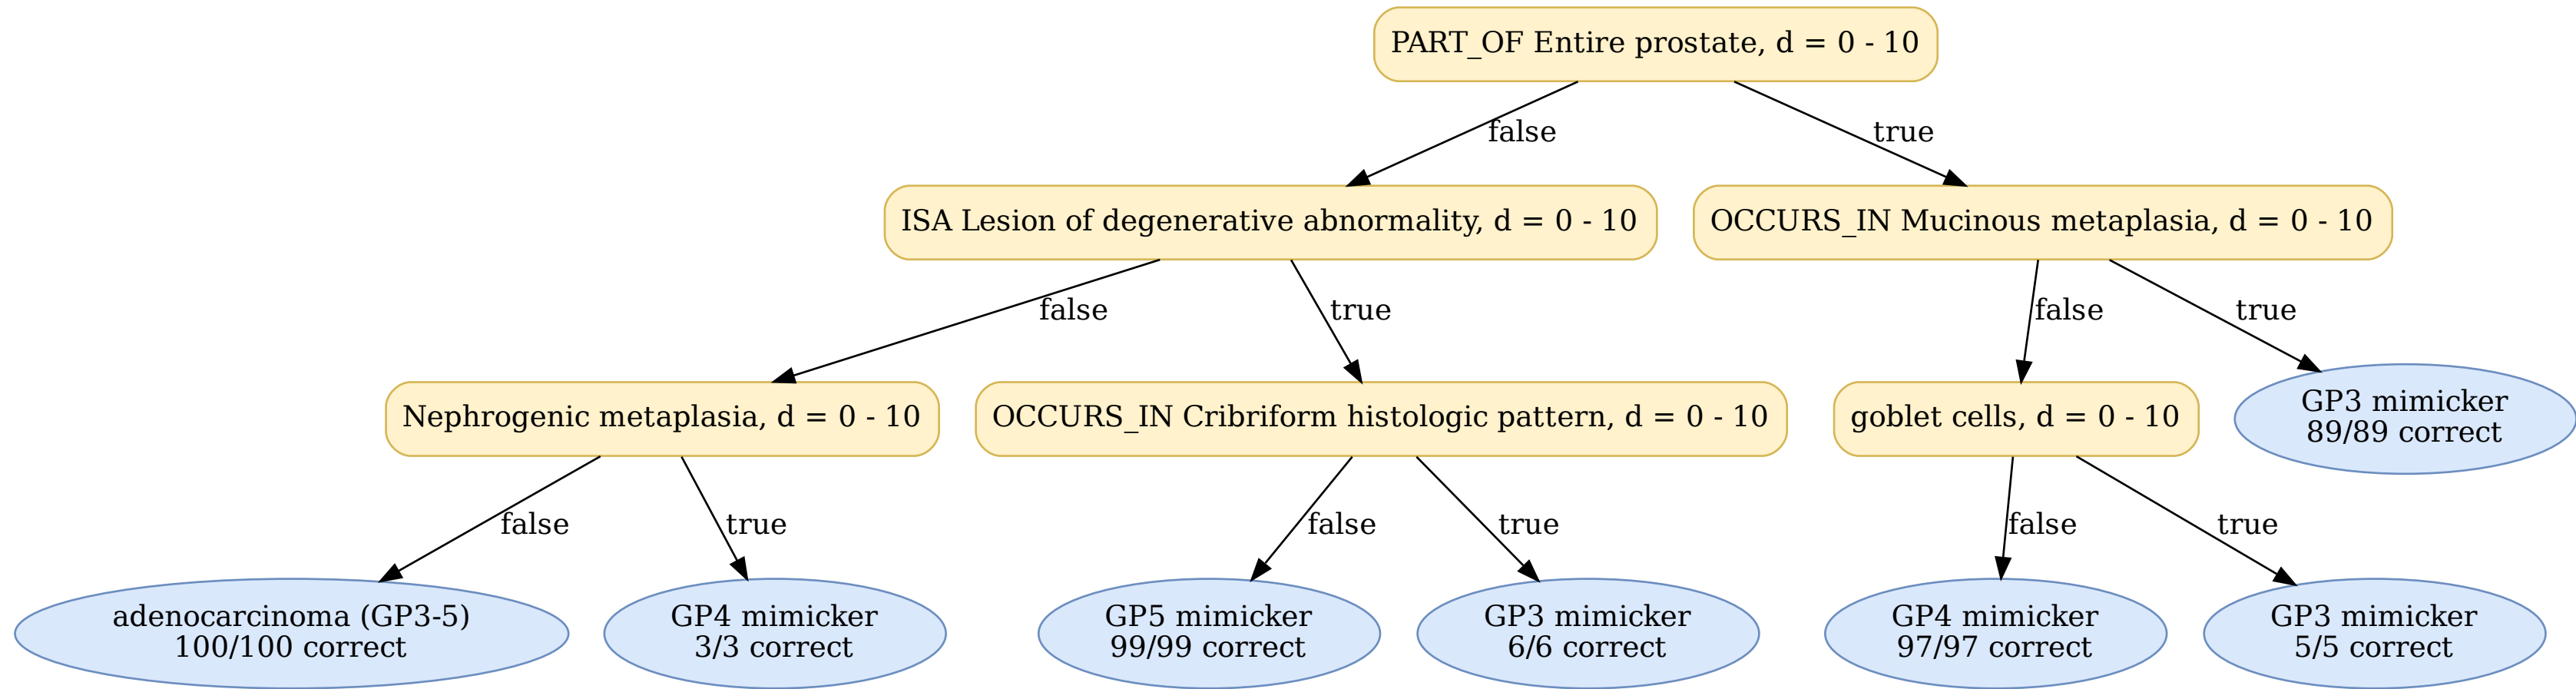 PART_OF Entire prostate, d = 0 - 10
false
true
ISA Lesion of degenerative abnormality, d = 0 - 10
OCCURS_IN Mucinous metaplasia, d = 0 - 10
false
true
false
true
Nephrogenic metaplasia, d = 0 - 10
OCCURS_IN Cribriform histologic pattern, d = 0 - 10
goblet cells, d = 0 - 10
GP3 mimicker
89/89 correct
false
true
false
true
false
true
adenocarcinoma (GP3-5)
100/100 correct
GP4 mimicker
3/3 correct
GP5 mimicker
99/99 correct
GP3 mimicker
6/6 correct
GP4 mimicker
97/97 correct
GP3 mimicker
5/5 correct